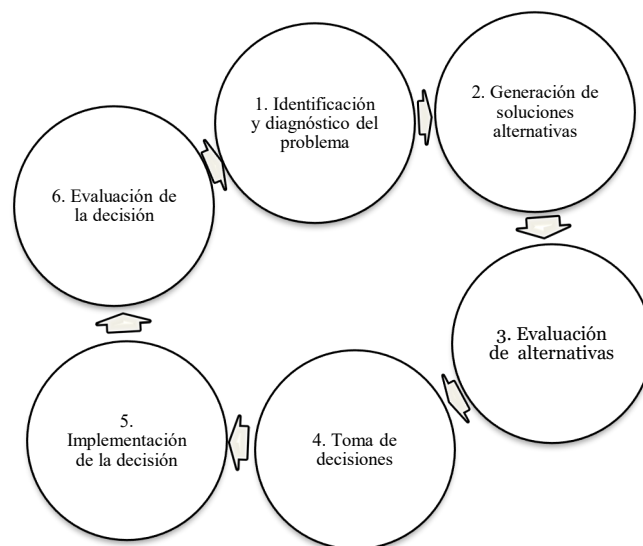 1. Identificación
y diagnóstico del
problema
2. Generación de
soluciones
alternativas
3. Evaluación
de alternativas
4. Toma de
decisiones
5.
Implementación
de la decisión
6. Evaluación de
la decisión